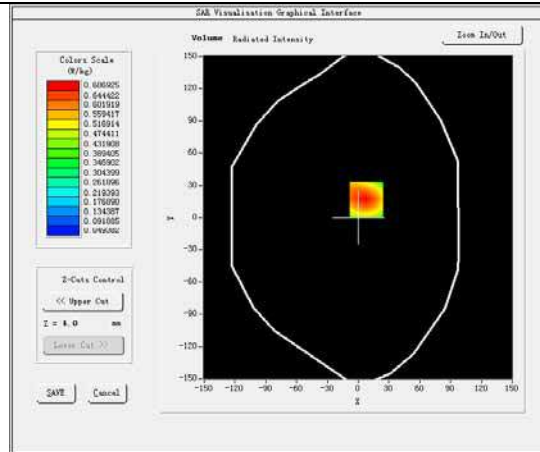 SAR Visualisation Graphical Interface
Volume Radiated Intensity
Zoom In/Out
Colors Scale
(W/kg)
0.686925
0.644422
0.601919
0.559417
0.516914
0.474411
0.431908
0.389405
0.346902
0.304399
0.261896
0.219393
0.176890
0.134387
0.091885
0.049382
Z-Cuts Control
<< Upper Cut
Z = 4.0 mm
Lower Cut >>
SAVE Cancel
150
120-
90-
60-
30-
0-
-30-
-60-
-90-
-120-
-150-
Y
-150 -120 -90 -60 -30 0 30 60 90 120 150
X